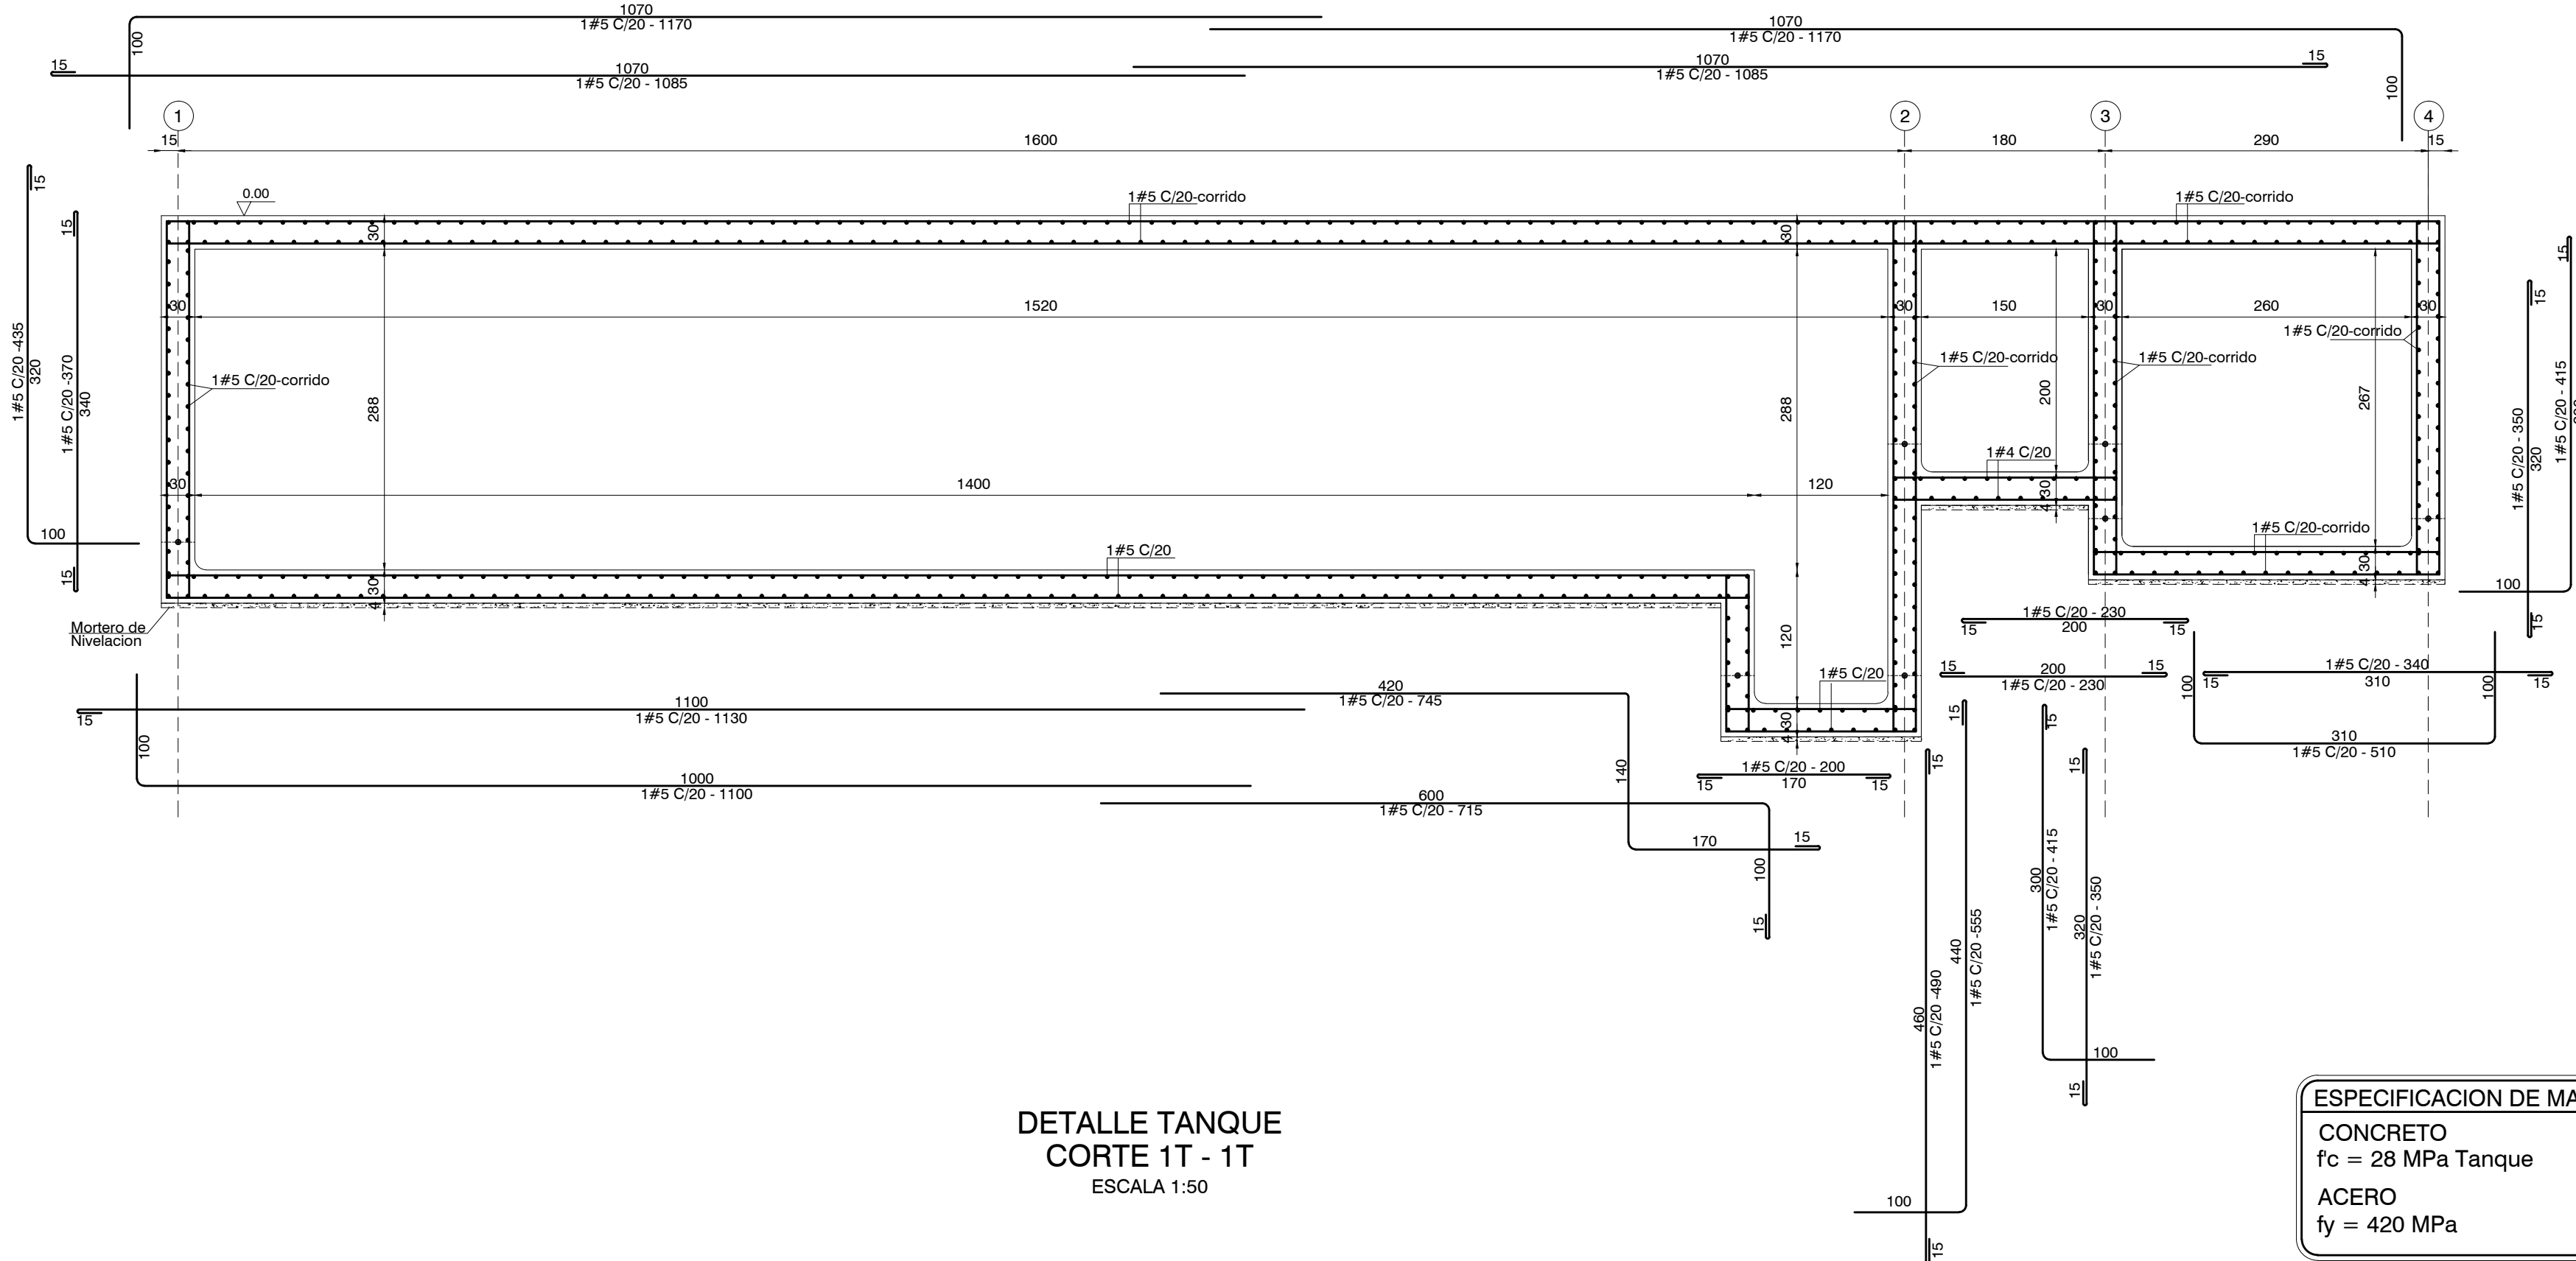 1070
1#5 C/20 - 1170
100
1070
1#5 C/20 - 1170
15
1070
1#5 C/20 - 1085
1070
1#5 C/20 - 1085
15
100
1
2
3
4
15
1600
180
290
15
15
15
0.00
1#5 C/20-corrido
1#5 C/20-corrido
30
30
15
15
30
1520
30
150
30
260
30
1#5 C/20 -435
320
1#5 C/20 -370
340
1#5 C/20-corrido
288
288
1#5 C/20-corrido
200
1#5 C/20-corrido
1#5 C/20-corrido
267
1#5 C/20 - 350
320
1#5 C/20 - 415
30
1400
120
1#4 C/20
30
4
100
15
1#5 C/20
1#5 C/20-corrido
30
4
30
4
100
15
Mortero de
Nivelacion
120
1#5 C/20
30
4
1#5 C/20 - 230
15
200
15
15
200
15
1#5 C/20 - 230
100
15
1#5 C/20 - 340
310
15
100
310
1#5 C/20 - 510
15
1100
1#5 C/20 - 1130
420
1#5 C/20 - 745
100
1000
1#5 C/20 - 1100
140
1#5 C/20 - 200
15
170
15
600
1#5 C/20 - 715
170
15
100
15
15
15
15
15
460
1#5 C/20 -490
440
1#5 C/20 -555
300
1#5 C/20 - 415
320
1#5 C/20 - 350
100
15
100
15
DETALLE TANQUE
CORTE 1T - 1T
ESCALA 1:50
ESPECIFICACION DE MA
CONCRETO
f'c = 28 MPa Tanque
ACERO
fy = 420 MPa